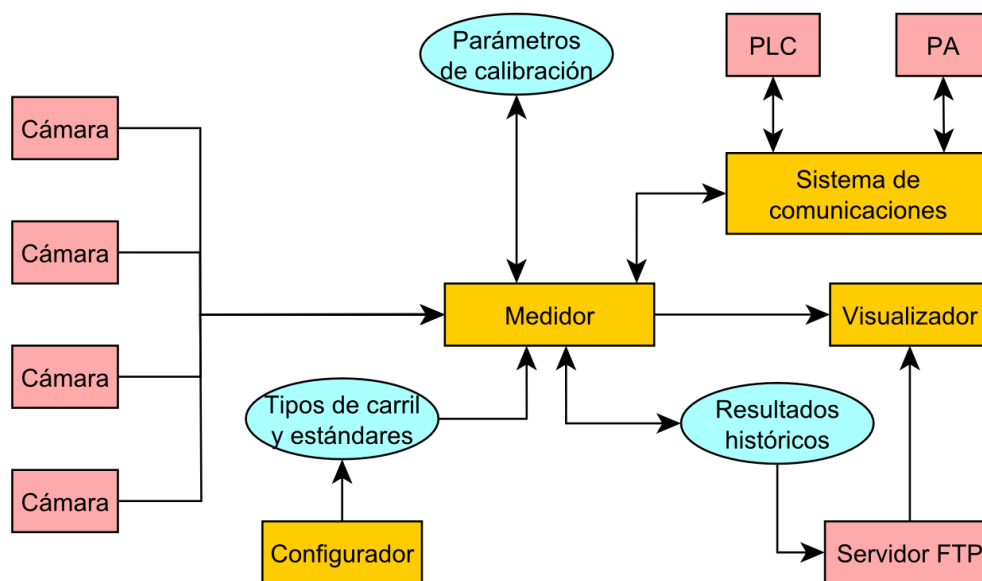 Parámetros
de calibración
PLC
PA
Cámara
Sistema de
comunicaciones
Cámara
Medidor
Visualizador
Cámara
Tipos de carril
y estándares
Resultados
históricos
Cámara
Configurador
Servidor FTP